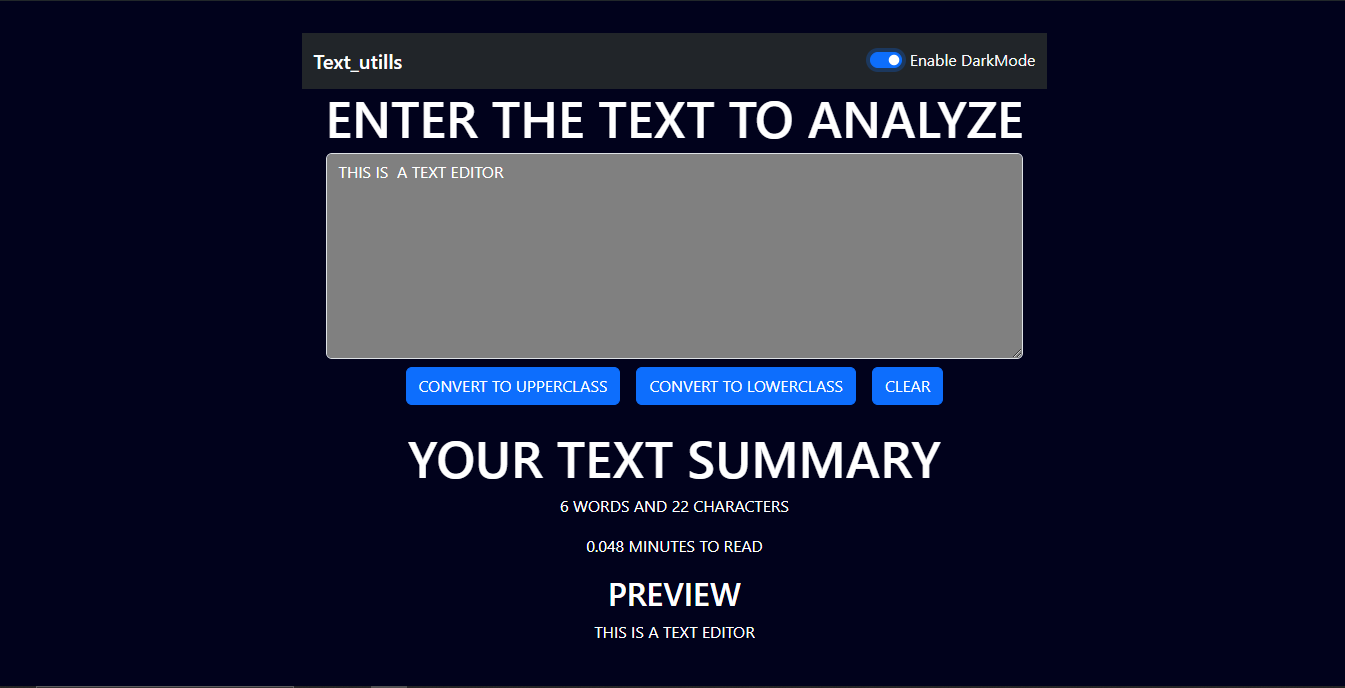 Text_utills
Enable DarkMode
ENTER THE TEXT TO ANALYZE
THIS IS  A TEXT EDITOR
CONVERT TO UPPERCLASS
CONVERT TO LOWERCLASS
CLEAR
YOUR TEXT SUMMARY
6 WORDS AND 22 CHARACTERS
0.048 MINUTES TO READ
PREVIEW
THIS IS A TEXT EDITOR